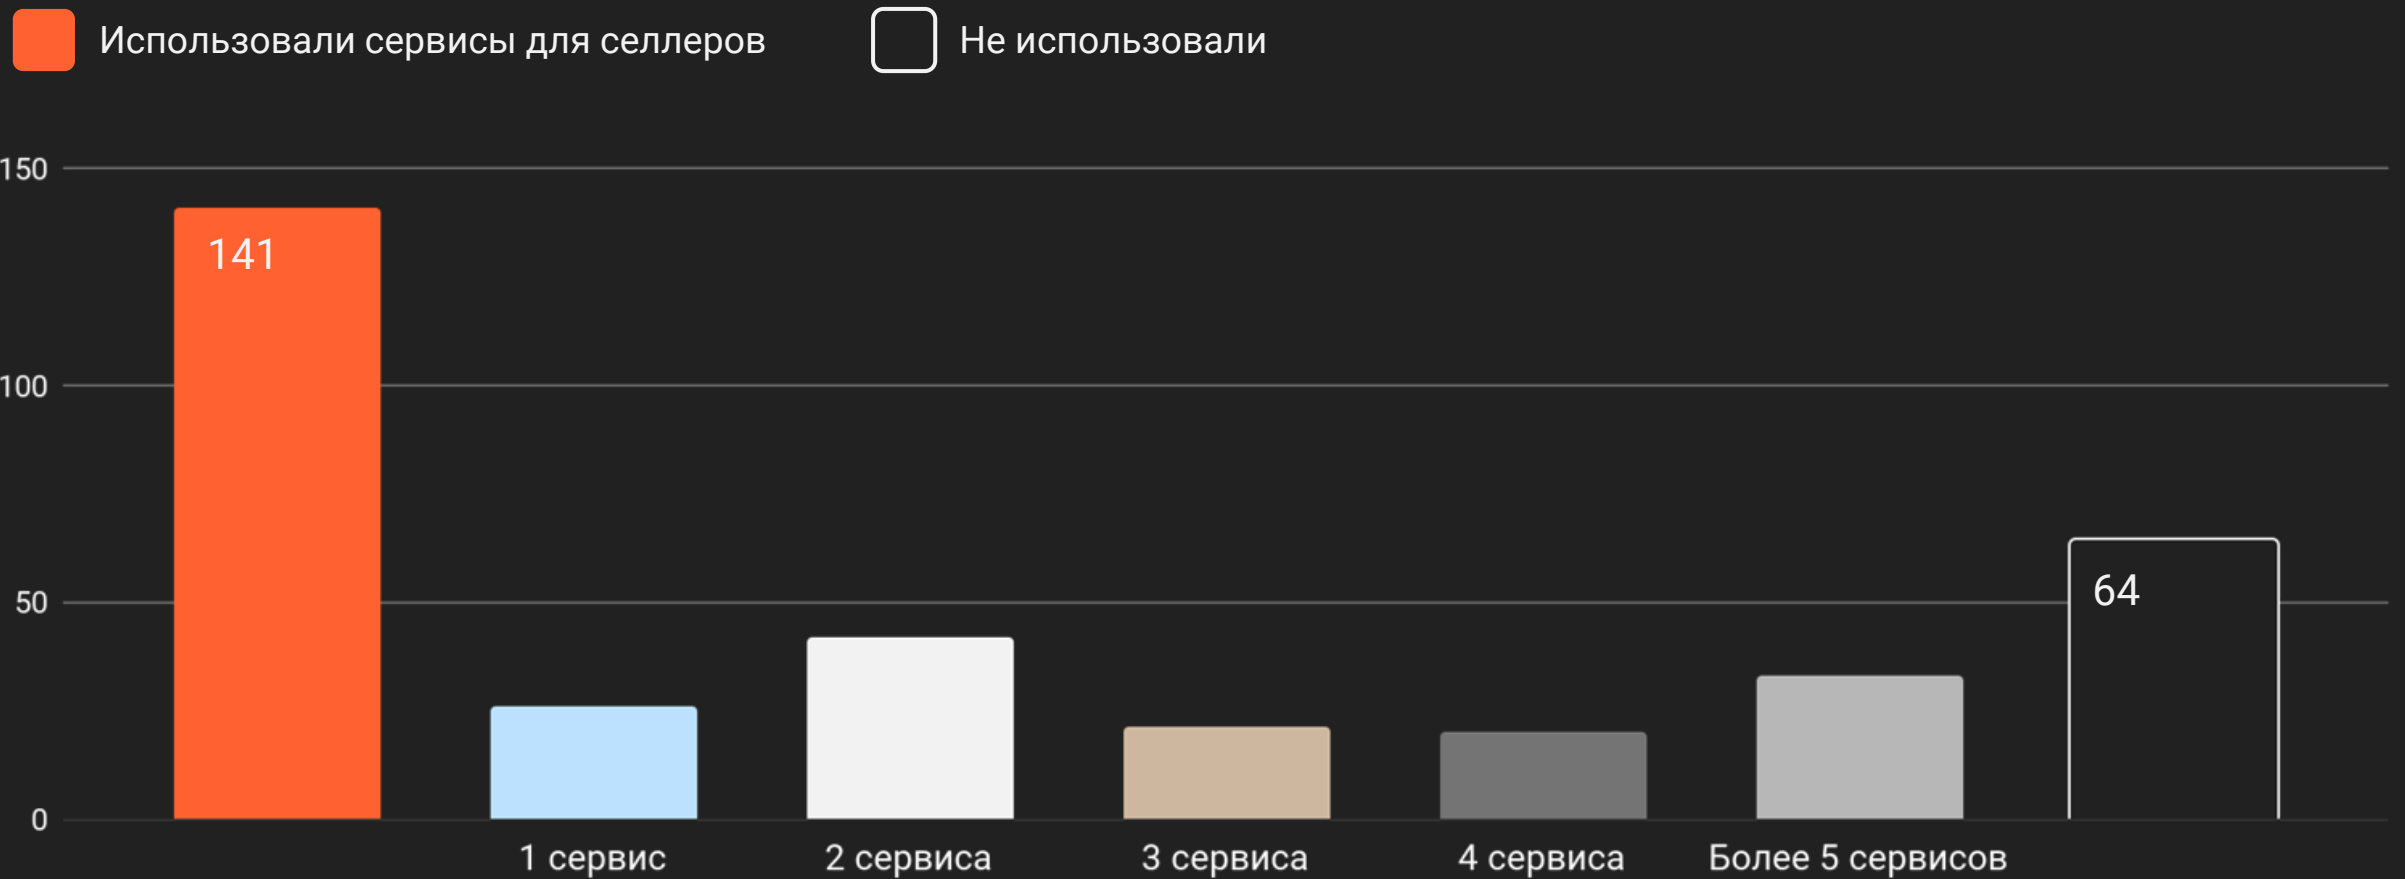 Использовали сервисы для селлеров
Не использовали
150
141
100
50
64
0
1 сервис
2 сервиса
3 сервиса
4 сервиса
Более 5 сервисов